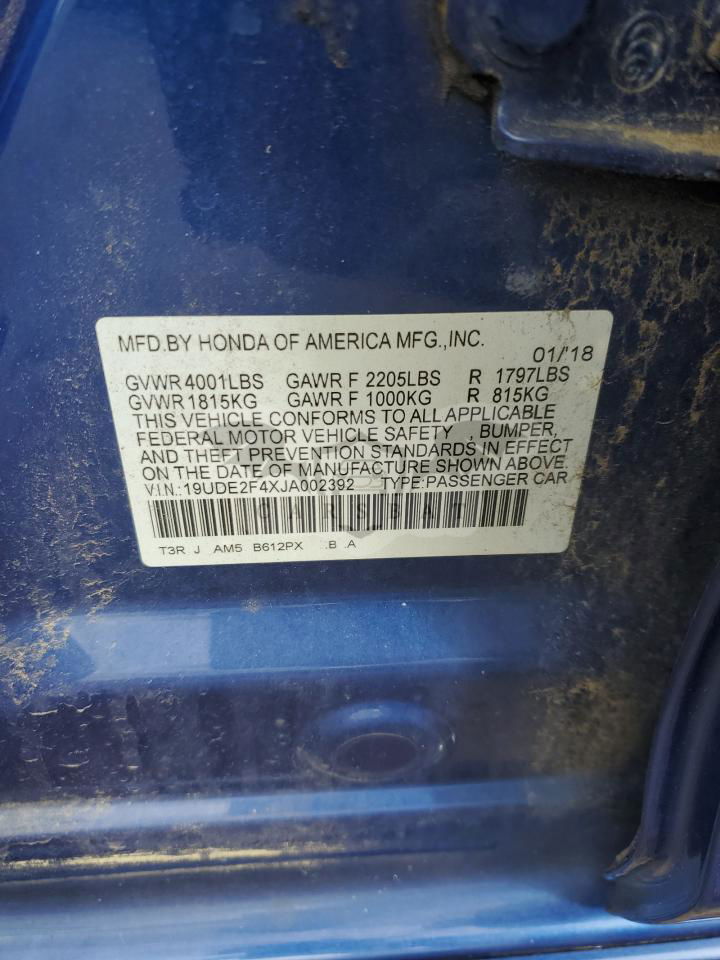 MFD.BY HONDA OF AMERICA MFG.,INC. 01/'18
GVWR 4001LBS GAWR F 2205LBS R 1797LBS
GVWR 1815KG GAWR F 1000KG R 815KG
THIS VEHICLE CONFORMS TO ALL APPLICABLE
FEDERAL MOTOR VEHICLE SAFETY , BUMPER,
AND THEFT PREVENTION STANDARDS IN EFFECT
ON THE DATE OF MANUFACTURE SHOWN ABOVE.
V.I.N.: 19UDE2F4XJA002392 TYPE:PASSENGER CAR
CARSBAT
T3R J AM5 B612PX .B .A